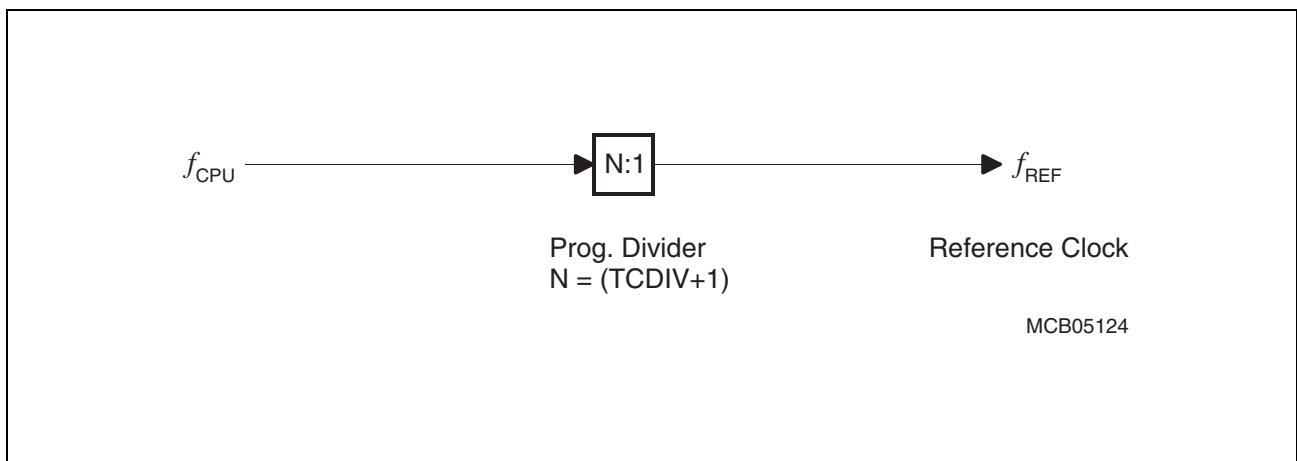 fCPU
N:1
fREF
Prog. Divider
N = (TCDIV+1)
Reference Clock
MCB05124